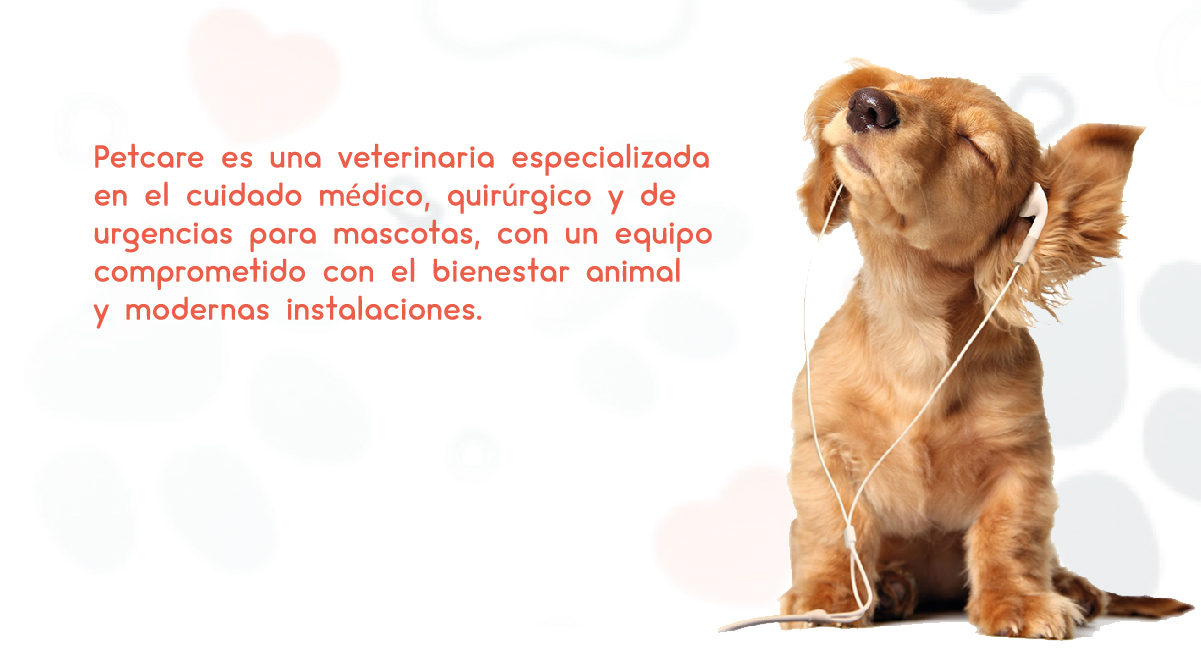 Petcare es una veterinaria especializada
en el cuidado médico, quirúrgico y de
urgencias para mascotas, con un equipo
comprometido con el bienestar animal
y modernas instalaciones.